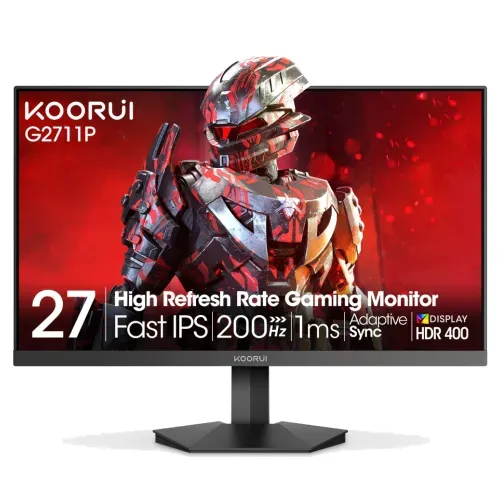 KOORUI
G2711P
27
High Refresh Rate Gaming Monitor
Fast IPS 200Hz 1ms Adaptive Sync DISPLAY HDR 400
KOORUI